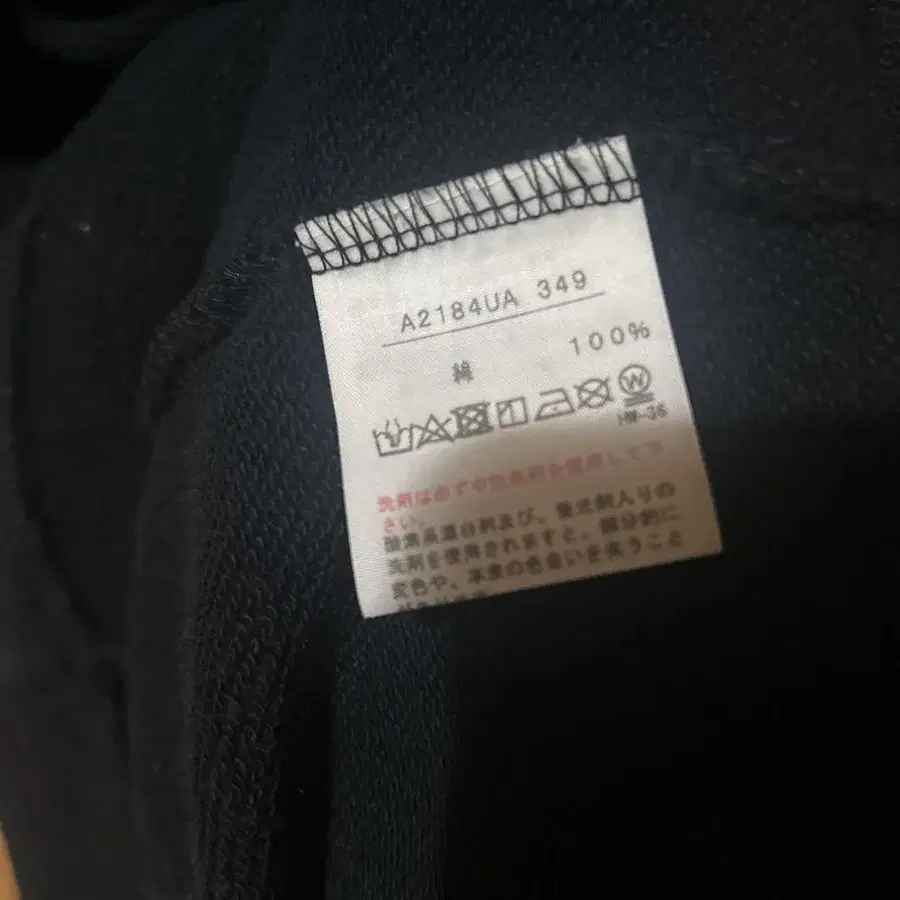 A2184UA 349
綿 100%
W
HW-36
洗剤は必ず中性洗剤を使用して下
さい。
酸素系漂白剤及び、蛍光剤入りの
洗剤を使用されますと、部分的に
変色や、本来の色合いを失うこと